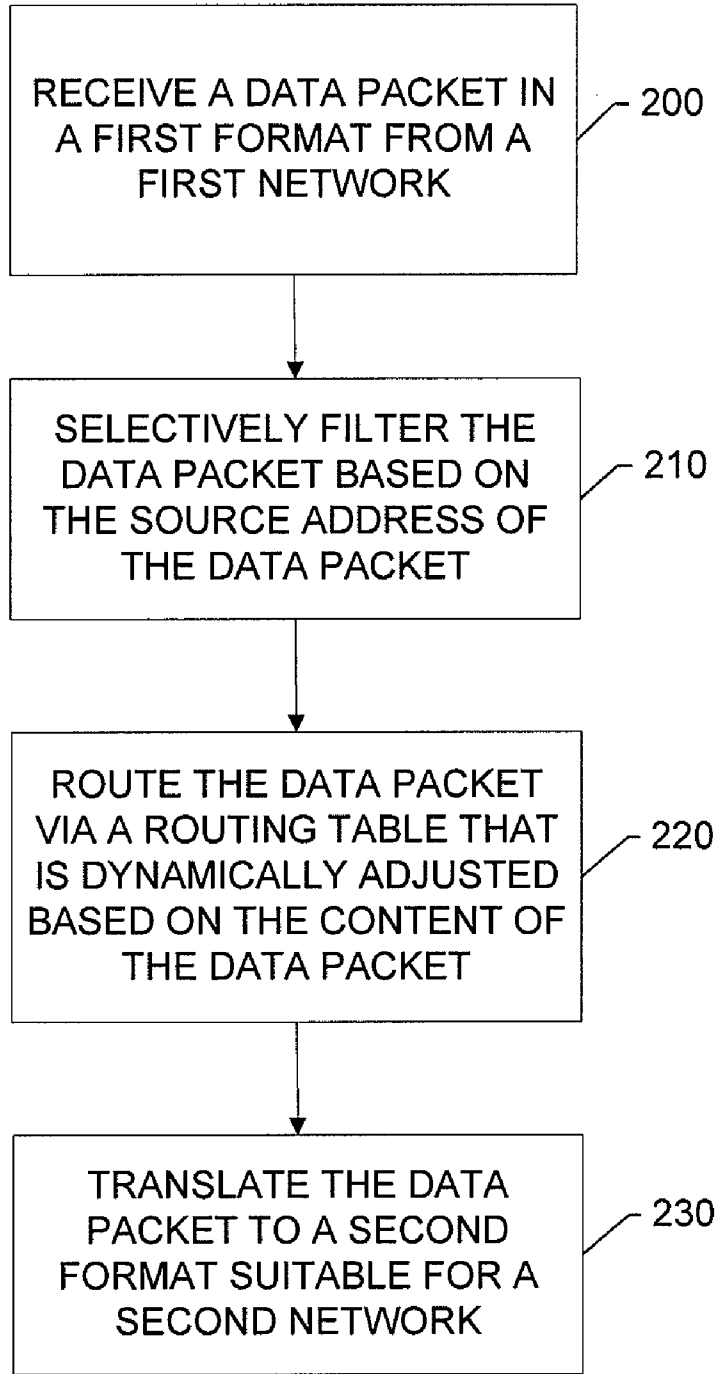 RECEIVE A DATA PACKET IN
A FIRST FORMAT FROM A
FIRST NETWORK
200
SELECTIVELY FILTER THE
DATA PACKET BASED ON
THE SOURCE ADDRESS OF
THE DATA PACKET
210
ROUTE THE DATA PACKET
VIA A ROUTING TABLE THAT
IS DYNAMICALLY ADJUSTED
BASED ON THE CONTENT OF
THE DATA PACKET
220
TRANSLATE THE DATA
PACKET TO A SECOND
FORMAT SUITABLE FOR A
SECOND NETWORK
230